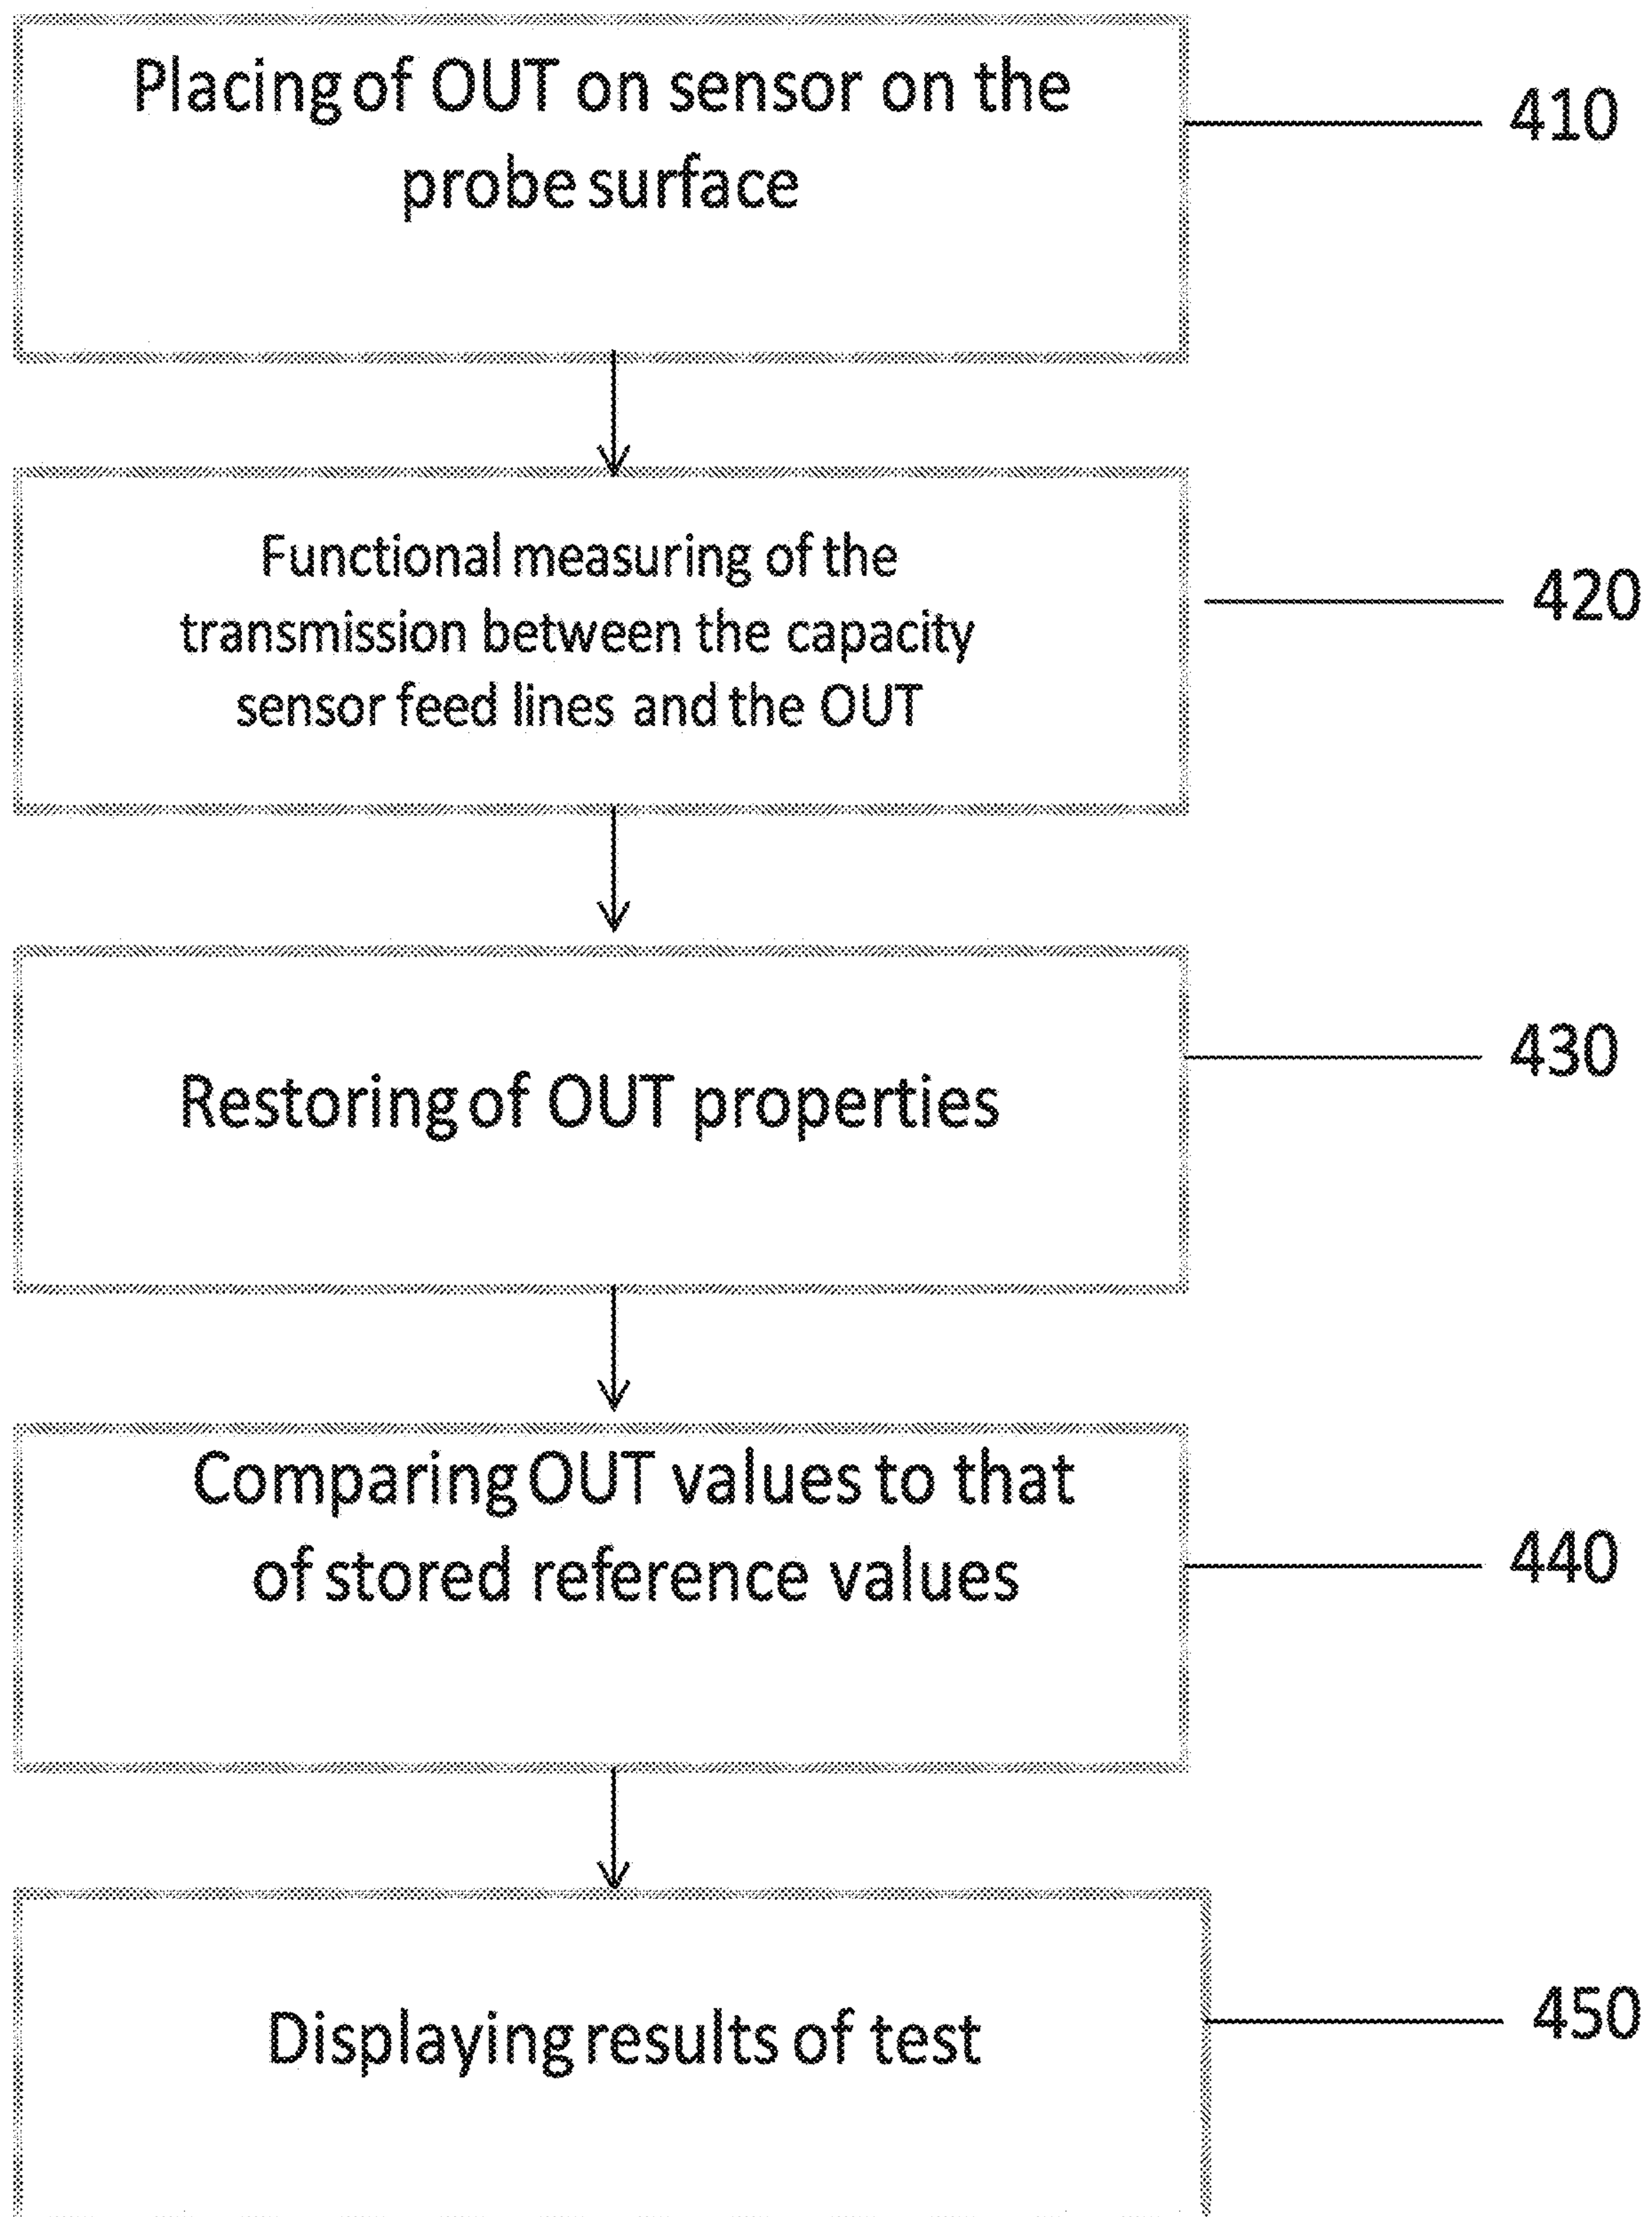 Placing of OUT on sensor on the
probe surface
410
Functional measuring of the
transmission between the capacity
sensor feed lines and the OUT
420
Restoring of OUT properties
430
Comparing OUT values to that
of stored reference values
440
Displaying results of test
450